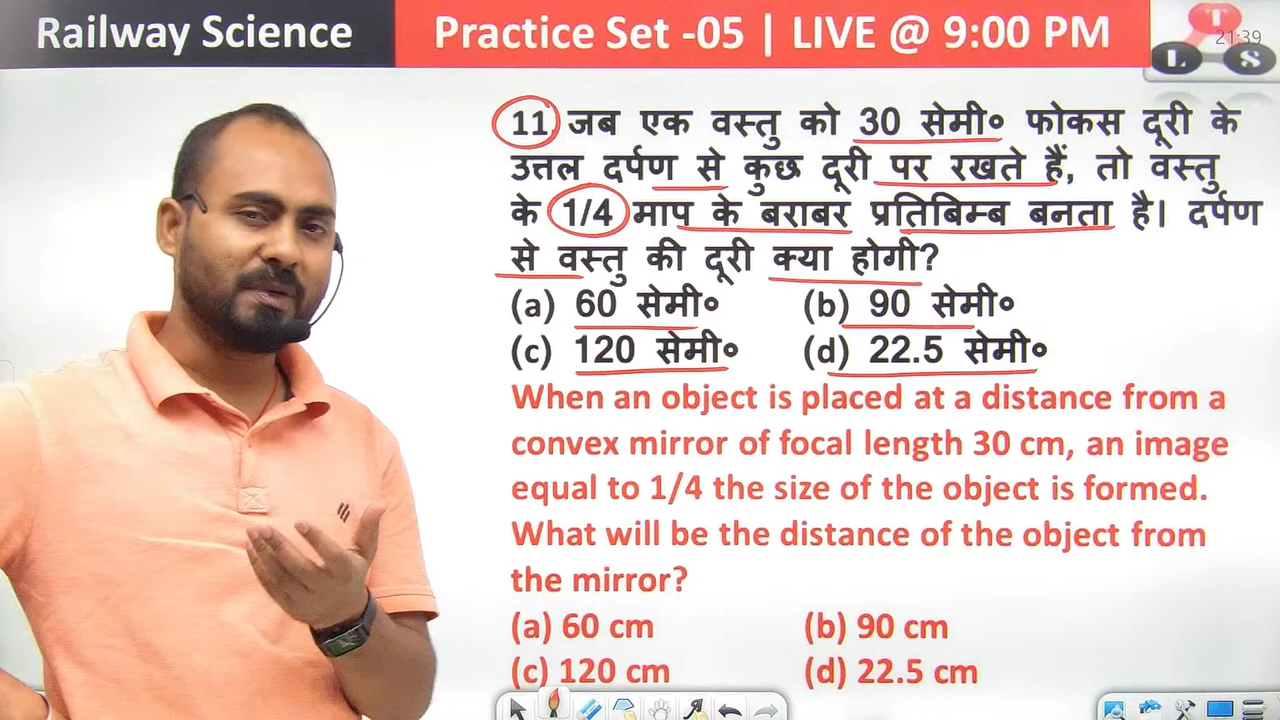 Railway Science
Practice Set -05 | LIVE @ 9:00 PM
T
21:39
L S
11 जब एक वस्तु को 30 सेमी॰ फोकस दूरी के
उत्तल दर्पण से कुछ दूरी पर रखते हैं, तो वस्तु
के 1/4 माप के बराबर प्रतिबिम्ब बनता है। दर्पण
से वस्तु की दूरी क्या होगी?
(a) 60 सेमी॰ (b) 90 सेमी॰
(c) 120 सेमी॰ (d) 22.5 सेमी॰
When an object is placed at a distance from a
convex mirror of focal length 30 cm, an image
equal to 1/4 the size of the object is formed.
What will be the distance of the object from
the mirror?
(a) 60 cm (b) 90 cm
(c) 120 cm (d) 22.5 cm